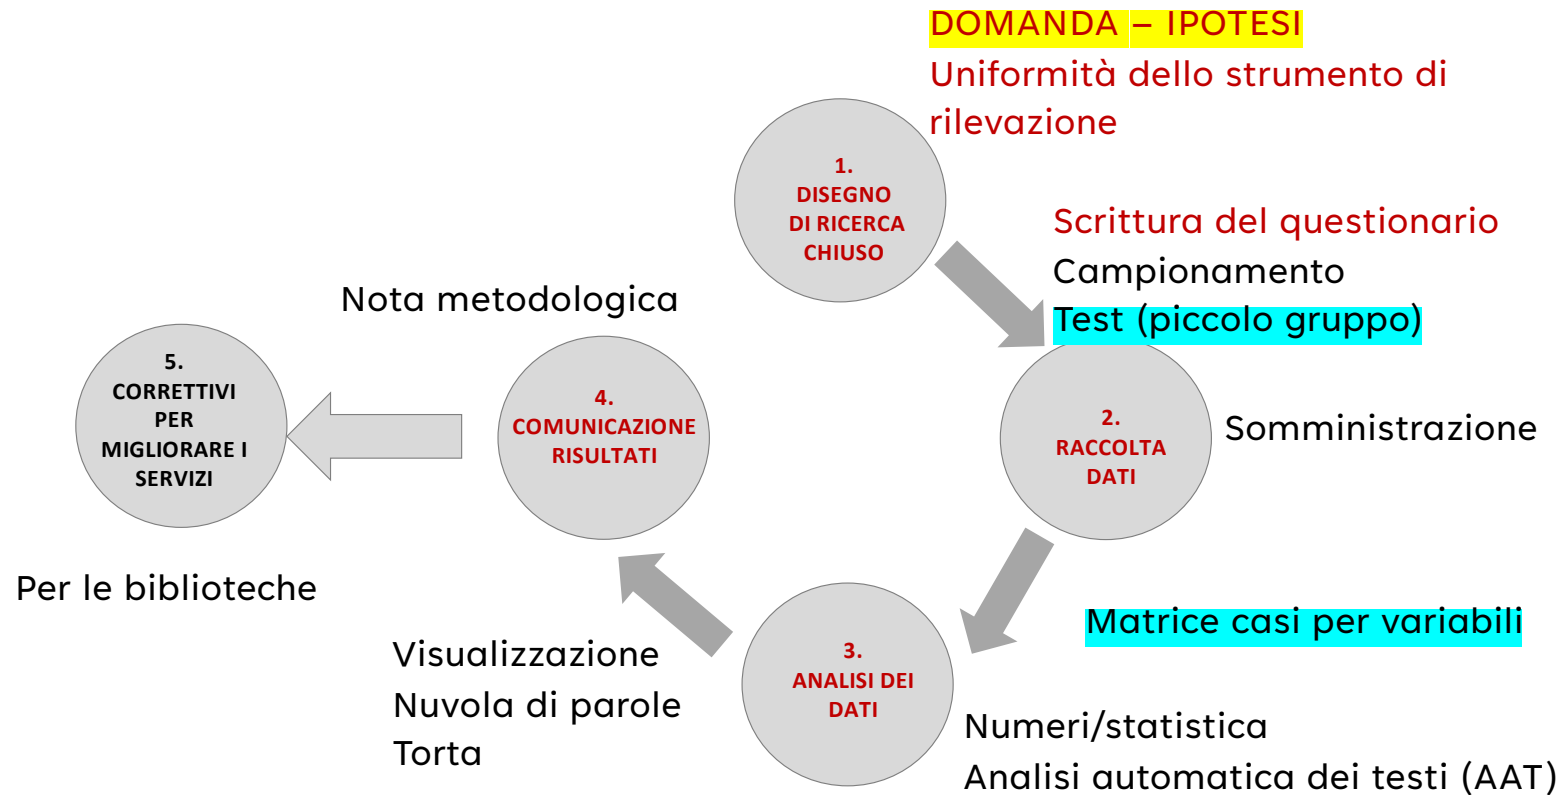 DOMANDA – IPOTESI
Uniformità dello strumento di
rilevazione
1.
DISEGNO
DI RICERCA
CHIUSO
Scrittura del questionario
Campionamento
Test (piccolo gruppo)
2.
RACCOLTA
DATI
Somministrazione
Matrice casi per variabili
3.
ANALISI DEI
DATI
Numeri/statistica
Analisi automatica dei testi (AAT)
Visualizzazione
Nuvola di parole
Torta
Nota metodologica
4.
COMUNICAZIONE
RISULTATI
5.
CORRETTIVI
PER
MIGLIORARE I
SERVIZI
Per le biblioteche